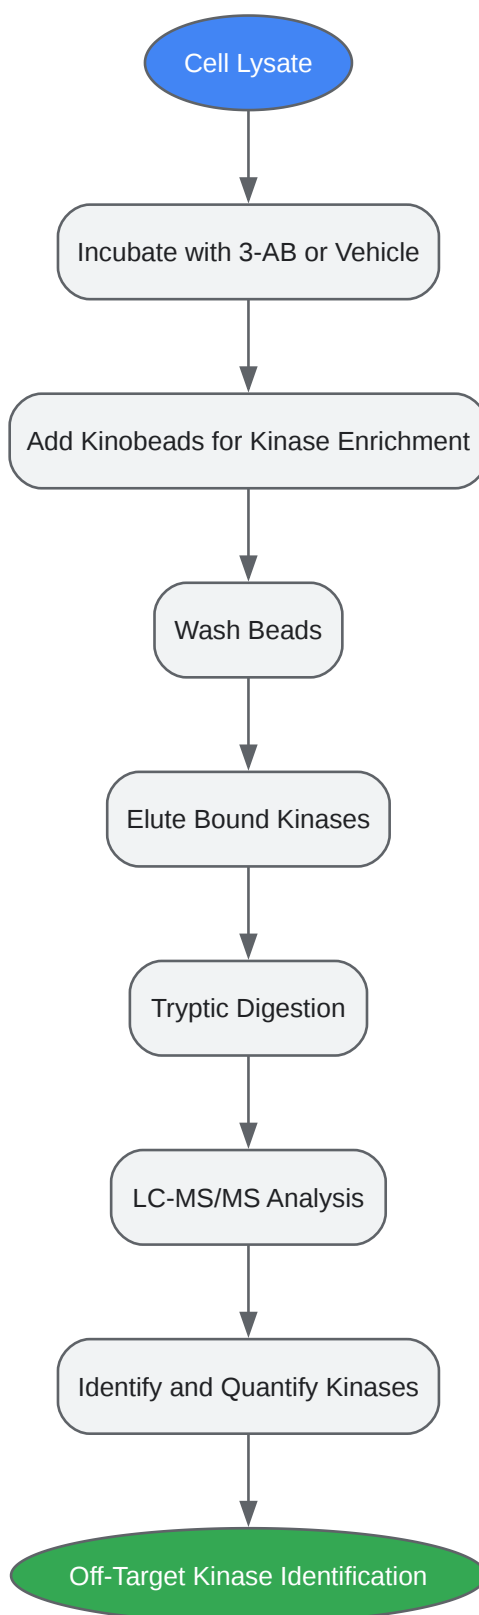 Cell Lysate
Incubate with 3-AB or Vehicle
Add Kinobeads for Kinase Enrichment
Wash Beads
Elute Bound Kinases
Tryptic Digestion
LC-MS/MS Analysis
Identify and Quantify Kinases
Off-Target Kinase Identification